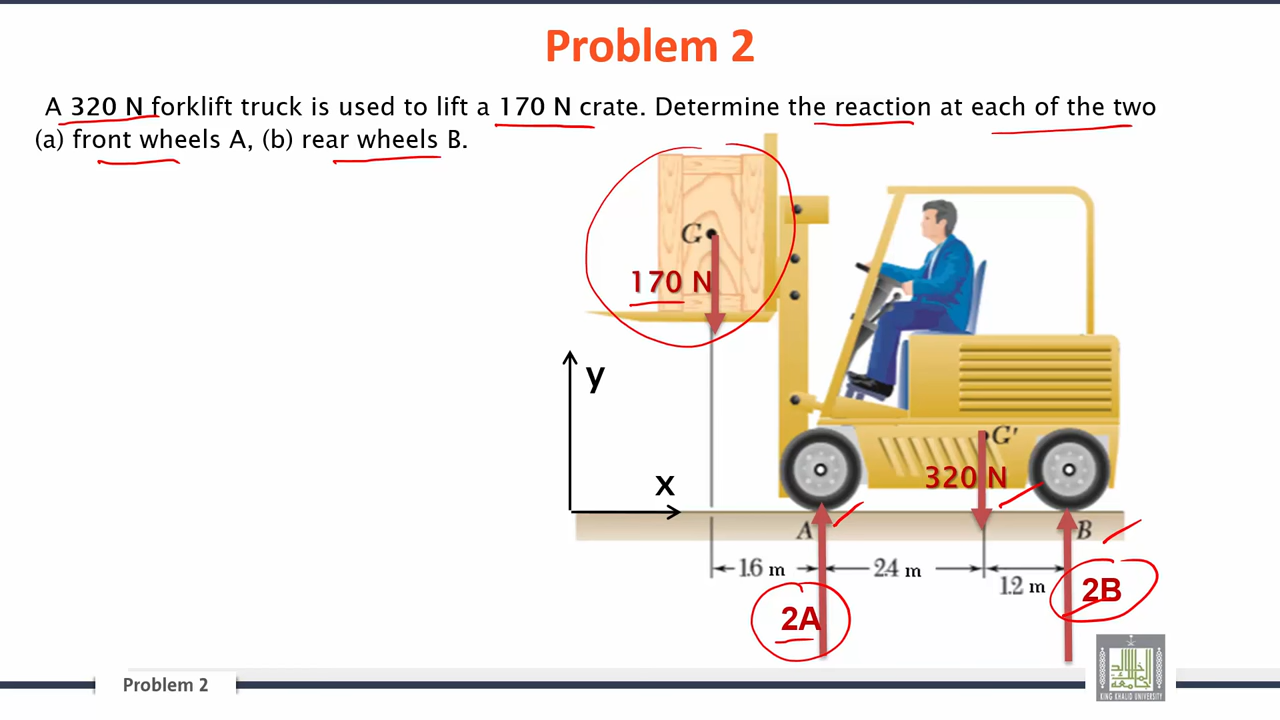 Problem 2
A 320 N forklift truck is used to lift a 170 N crate. Determine the reaction at each of the two
(a) front wheels A, (b) rear wheels B.
G
170 N
y
G'
320 N
x
A
B
1.6 m
2.4 m
1.2 m
2B
2A
KING KHALID UNIVERSITY
Problem 2